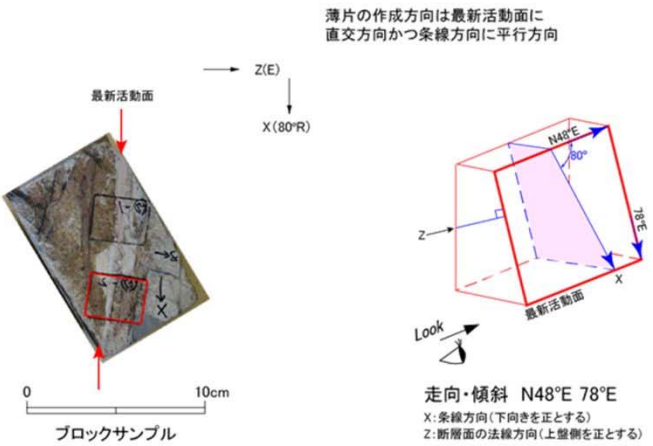 薄片の作成方向は最新活動面に
直交方向かつ条線方向に平行方向
Z(E)
X(80°R)
最新活動面
N48°E
80°
78°E
Z
X
最新活動面
Look
0 10cm
ブロックサンプル
走向・傾斜 N48°E 78°E
X:条線方向(下向きを正とする)
Z:断層面の法線方向(上盤側を正とする)